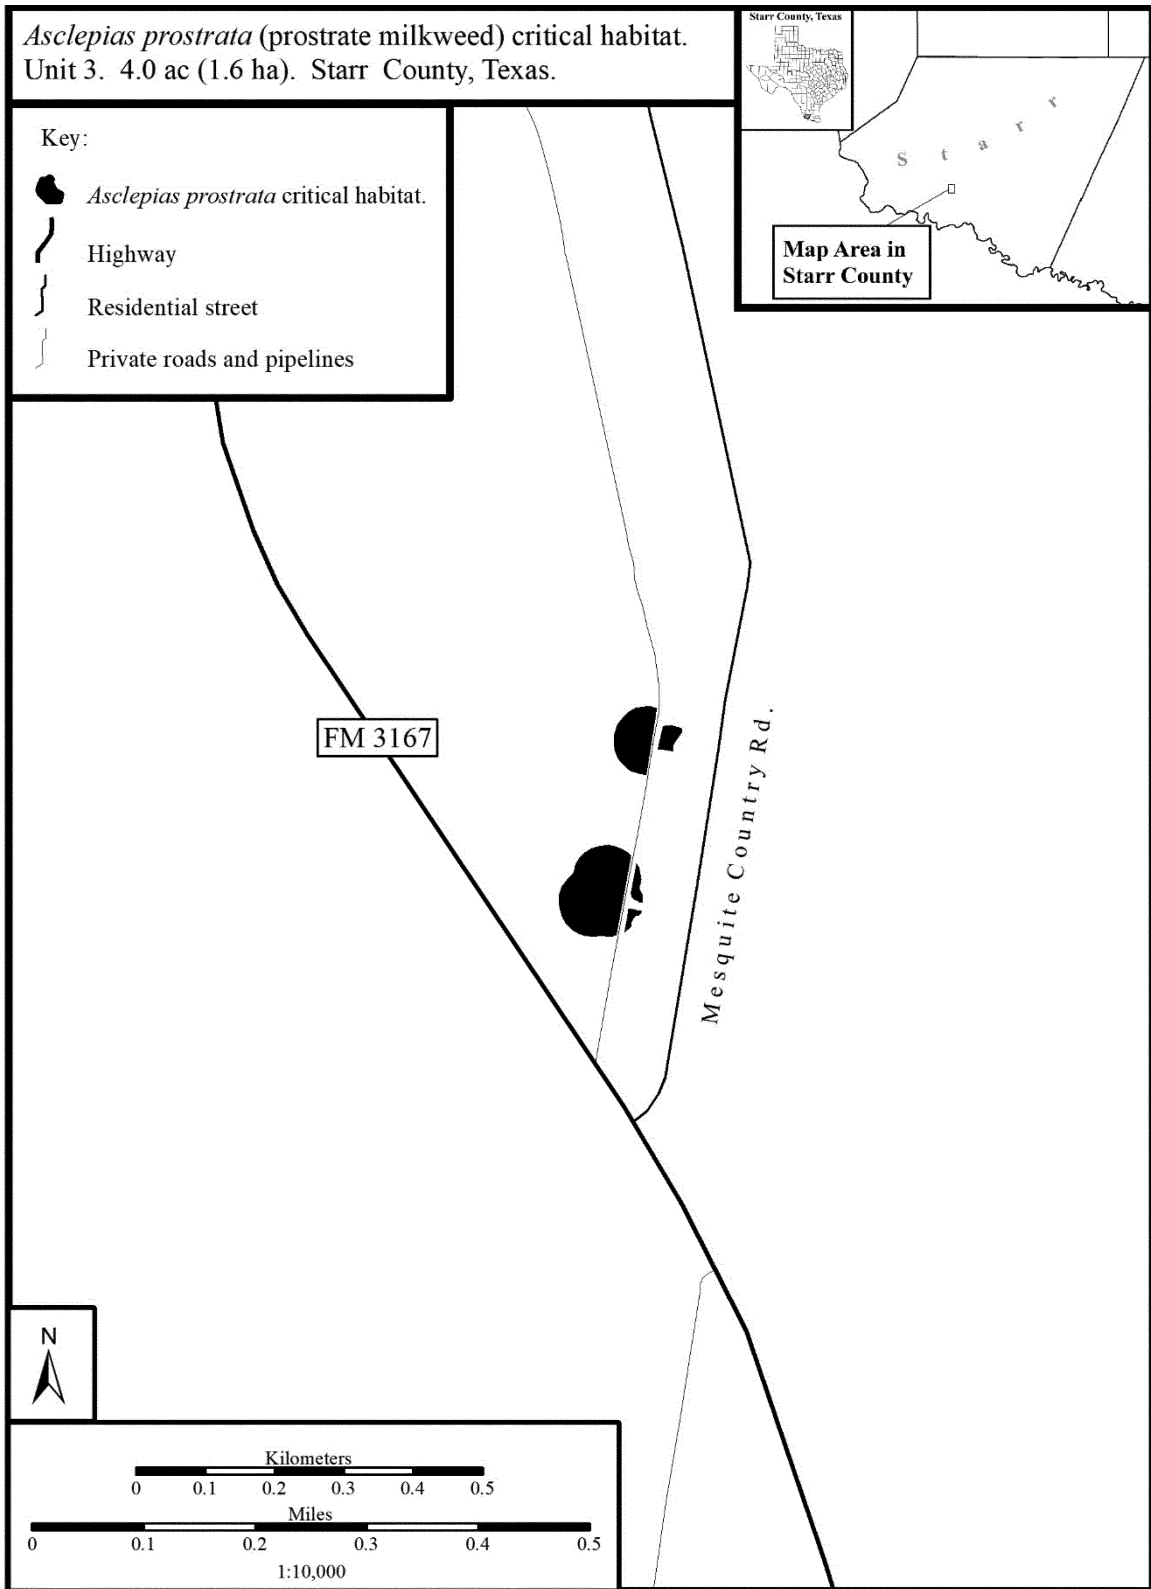 Asclepias prostrata (prostrate milkweed) critical habitat.
Unit 3. 4.0 ac (1.6 ha). Starr County, Texas.
Starr County, Texas
S t a r r
Map Area in
Starr County
Key:
Asclepias prostrata critical habitat.
Highway
Residential street
Private roads and pipelines
FM 3167
Mesquite Country Rd.
N
Kilometers
0 0.1 0.2 0.3 0.4 0.5
Miles
0 0.1 0.2 0.3 0.4 0.5
1:10,000